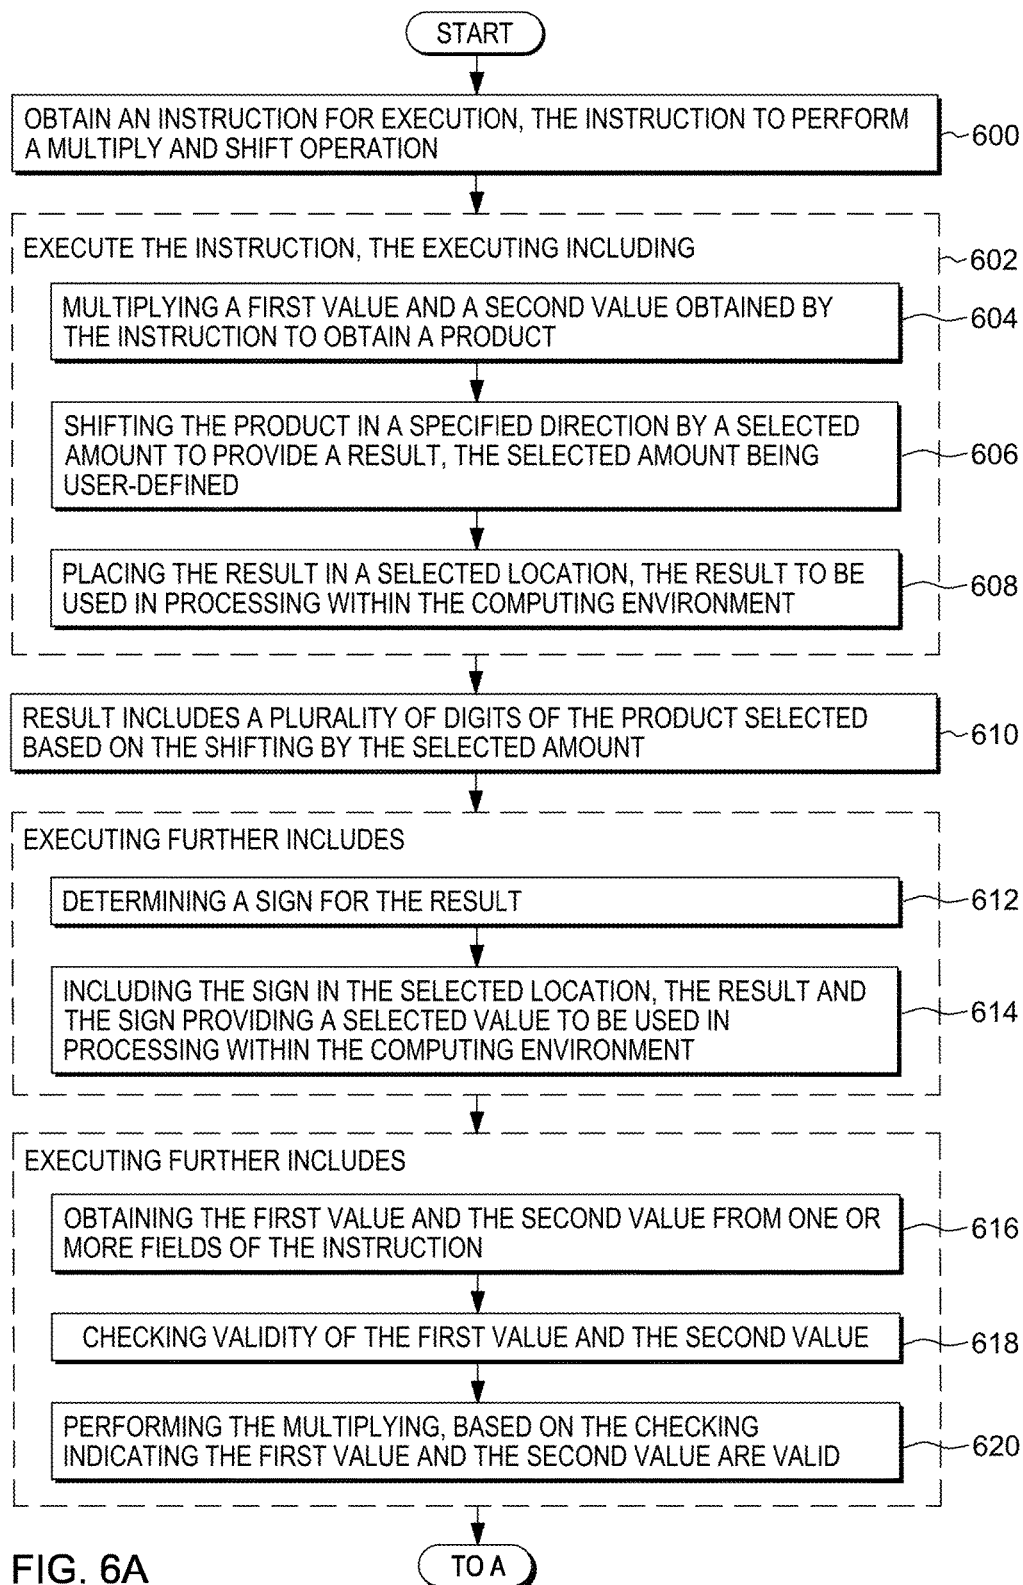 START
OBTAIN AN INSTRUCTION FOR EXECUTION, THE INSTRUCTION TO PERFORM
A MULTIPLY AND SHIFT OPERATION
600
EXECUTE THE INSTRUCTION, THE EXECUTING INCLUDING
602
MULTIPLYING A FIRST VALUE AND A SECOND VALUE OBTAINED BY
THE INSTRUCTION TO OBTAIN A PRODUCT
604
SHIFTING THE PRODUCT IN A SPECIFIED DIRECTION BY A SELECTED
AMOUNT TO PROVIDE A RESULT, THE SELECTED AMOUNT BEING
USER-DEFINED
606
PLACING THE RESULT IN A SELECTED LOCATION, THE RESULT TO BE
USED IN PROCESSING WITHIN THE COMPUTING ENVIRONMENT
608
RESULT INCLUDES A PLURALITY OF DIGITS OF THE PRODUCT SELECTED
BASED ON THE SHIFTING BY THE SELECTED AMOUNT
610
EXECUTING FURTHER INCLUDES
DETERMINING A SIGN FOR THE RESULT
612
INCLUDING THE SIGN IN THE SELECTED LOCATION, THE RESULT AND
THE SIGN PROVIDING A SELECTED VALUE TO BE USED IN
PROCESSING WITHIN THE COMPUTING ENVIRONMENT
614
EXECUTING FURTHER INCLUDES
OBTAINING THE FIRST VALUE AND THE SECOND VALUE FROM ONE OR
MORE FIELDS OF THE INSTRUCTION
616
CHECKING VALIDITY OF THE FIRST VALUE AND THE SECOND VALUE
618
PERFORMING THE MULTIPLYING, BASED ON THE CHECKING
INDICATING THE FIRST VALUE AND THE SECOND VALUE ARE VALID
620
TO A
FIG. 6A